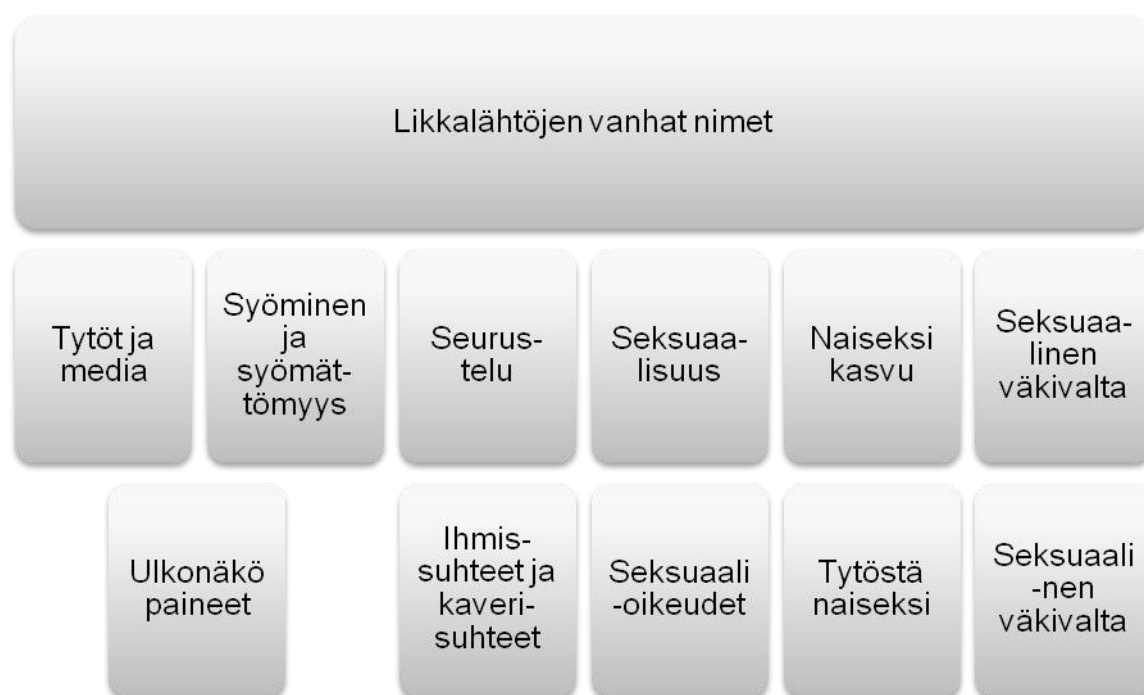 Likkalähtöjen vanhat nimet
Tytöt ja
media
Syöminen
ja
syömät-
tömyys
Seurus-
telu
Seksuaa-
lisuus
Naiseksi
kasvu
Seksuaa-
linen
väkivalta
Ulkonäkö
paineet
Ihmis-
suhteet ja
kaveri-
suhteet
Seksuaali
-oikeudet
Tytöstä
naiseksi
Seksuaali
-nen
väkivalta